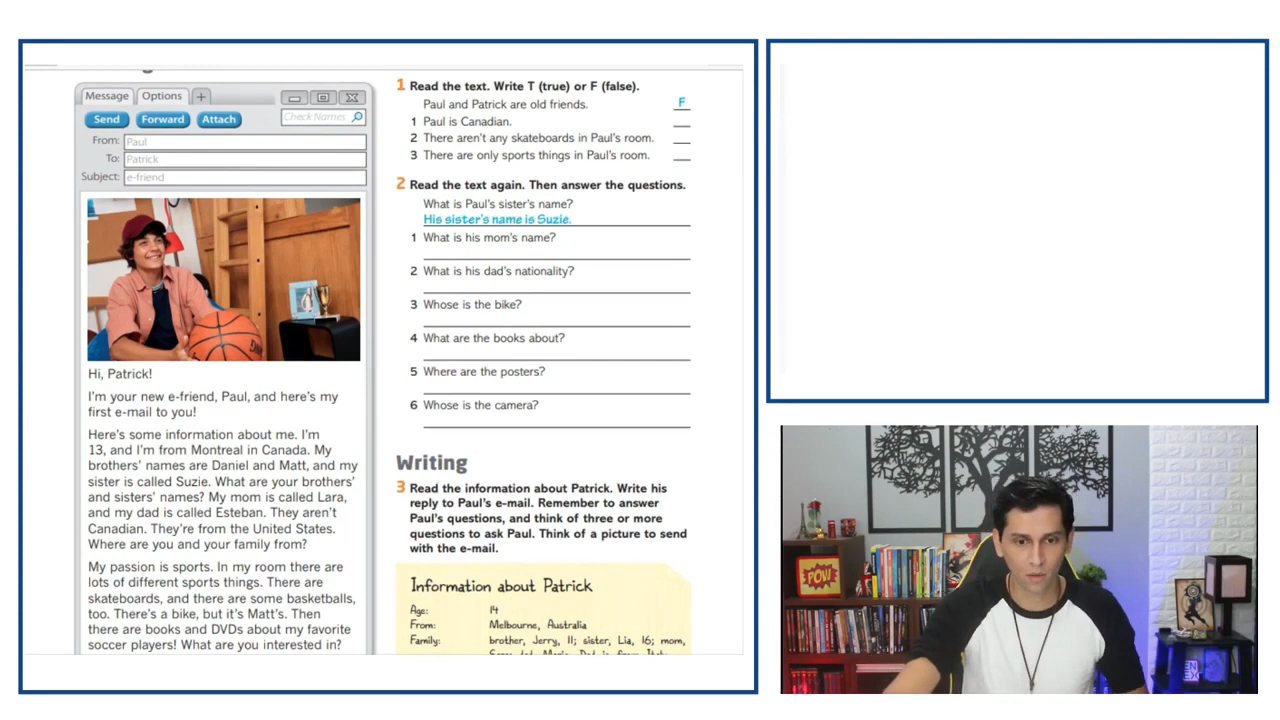 Message Options +
Send Forward Attach
Check Names
From: Paul
To: Patrick
Subject: e-friend
Hi, Patrick!
I'm your new e-friend, Paul, and here's my
first e-mail to you!
Here's some information about me. I'm
13, and I'm from Montreal in Canada. My
brothers' names are Daniel and Matt, and my
sister is called Suzie. What are your brothers'
and sisters' names? My mom is called Lara,
and my dad is called Esteban. They aren't
Canadian. They're from the United States.
Where are you and your family from?
My passion is sports. In my room there are
lots of different sports things. There are
skateboards, and there are some basketballs,
too. There's a bike, but it's Matt's. Then
there are books and DVDs about my favorite
soccer players! What are you interested in?
1 Read the text. Write T (true) or F (false).
Paul and Patrick are old friends. F
1 Paul is Canadian.
2 There aren't any skateboards in Paul's room.
3 There are only sports things in Paul's room.
2 Read the text again. Then answer the questions.
What is Paul's sister's name?
His sister's name is Suzie.
1 What is his mom's name?
2 What is his dad's nationality?
3 Whose is the bike?
4 What are the books about?
5 Where are the posters?
6 Whose is the camera?
Writing
3 Read the information about Patrick. Write his
reply to Paul's e-mail. Remember to answer
Paul's questions, and think of three or more
questions to ask Paul. Think of a picture to send
with the e-mail.
Information about Patrick
Age: 14
From: Melbourne, Australia
Family: brother, Jerry, 11; sister, Lia, 16; mom,
POW